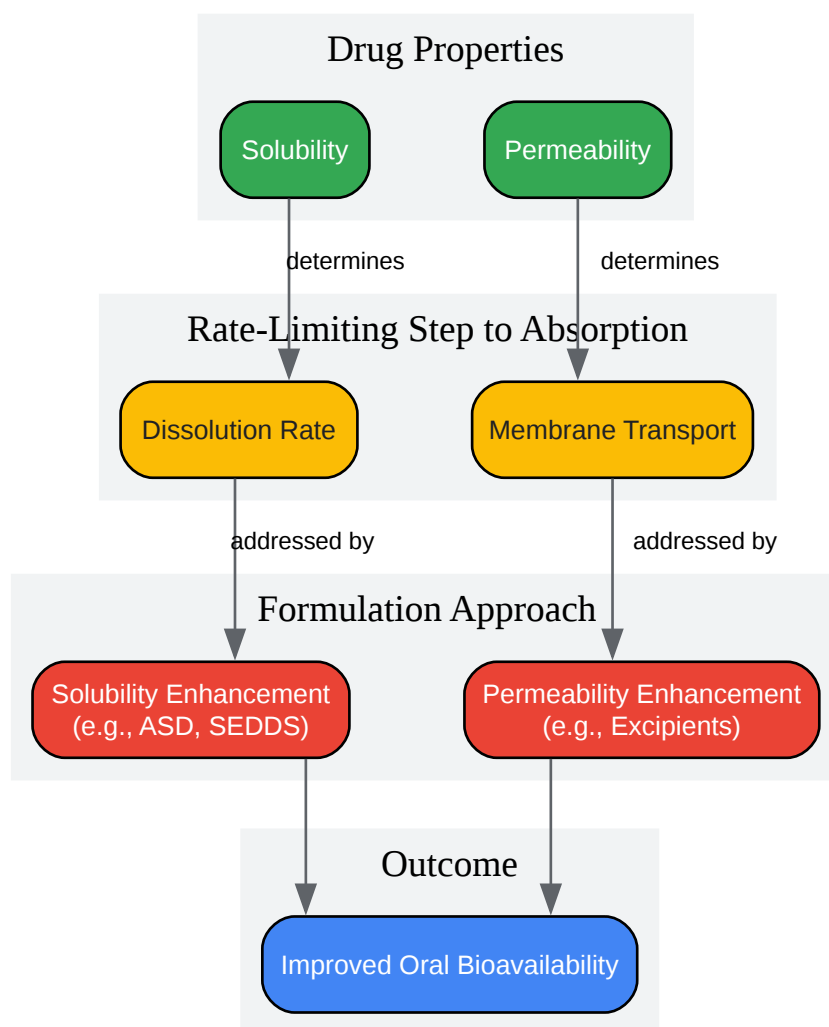 Drug Properties
Solubility
Permeability
determines
determines
Rate-Limiting Step to Absorption
Dissolution Rate
Membrane Transport
addressed by
addressed by
Formulation Approach
Solubility Enhancement
(e.g., ASD, SEDDS)
Permeability Enhancement
(e.g., Excipients)
Outcome
Improved Oral Bioavailability